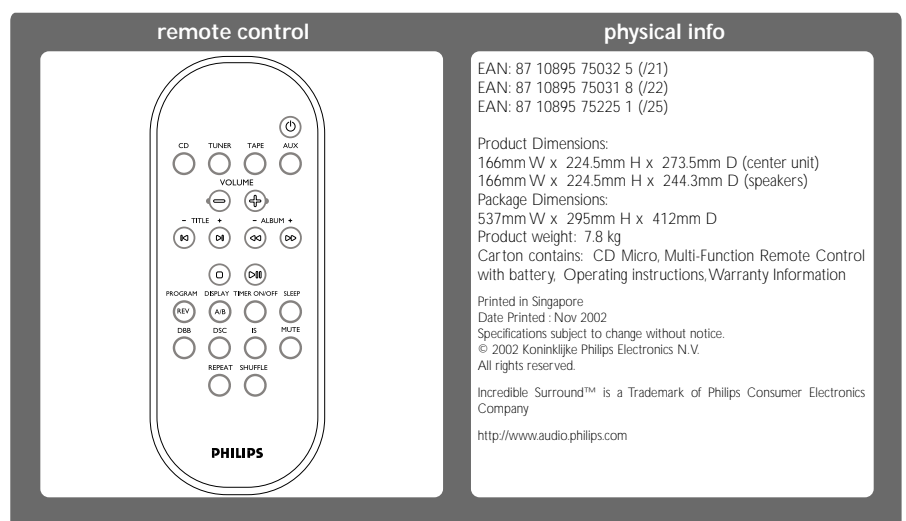 remote control
CD TUNER TAPE AUX
VOLUME
- TITLE + - ALBUM +
PROGRAM DISPLAY TIMER ON/OFF SLEEP
REV A/B
DBB DSC IS MUTE
REPEAT SHUFFLE
PHILIPS
physical info
EAN: 87 10895 75032 5 (/21)
EAN: 87 10895 75031 8 (/22)
EAN: 87 10895 75225 1 (/25)
Product Dimensions:
166mm W x 224.5mm H x 273.5mm D (center unit)
166mm W x 224.5mm H x 244.3mm D (speakers)
Package Dimensions:
537mm W x 295mm H x 412mm D
Product weight: 7.8 kg
Carton contains: CD Micro, Multi-Function Remote Control
with battery, Operating instructions, Warranty Information
Printed in Singapore
Date Printed : Nov 2002
Specifications subject to change without notice.
© 2002 Koninklijke Philips Electronics N.V.
All rights reserved.
Incredible Surround™ is a Trademark of Philips Consumer Electronics
Company
http://www.audio.philips.com